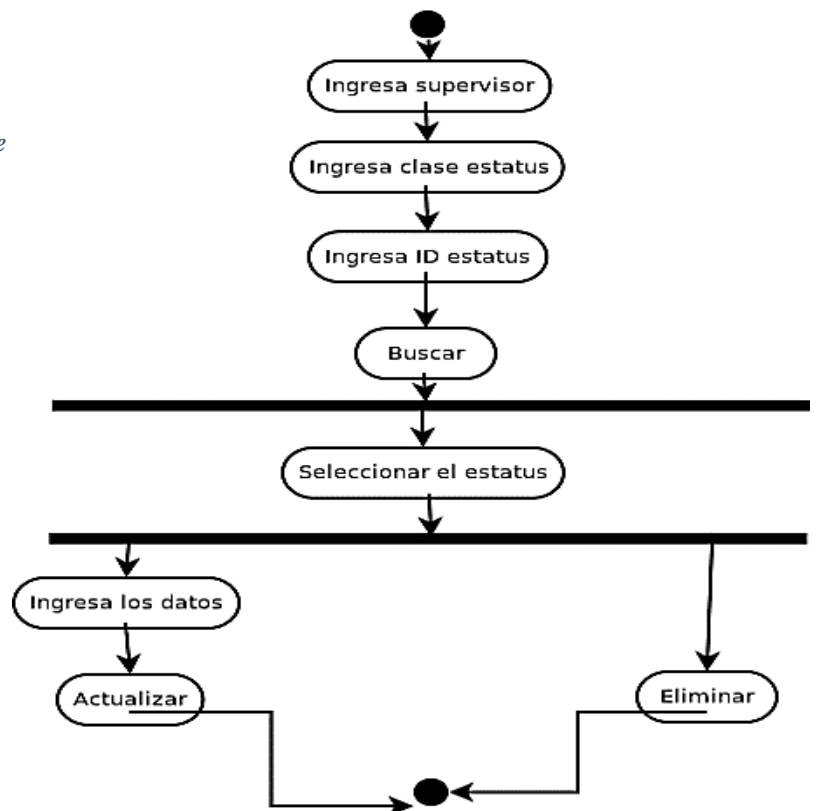 Ingresa supervisor
e
Ingresa clase estatus
Ingresa ID estatus
Buscar
Seleccionar el estatus
Ingresa los datos
Actualizar
Eliminar